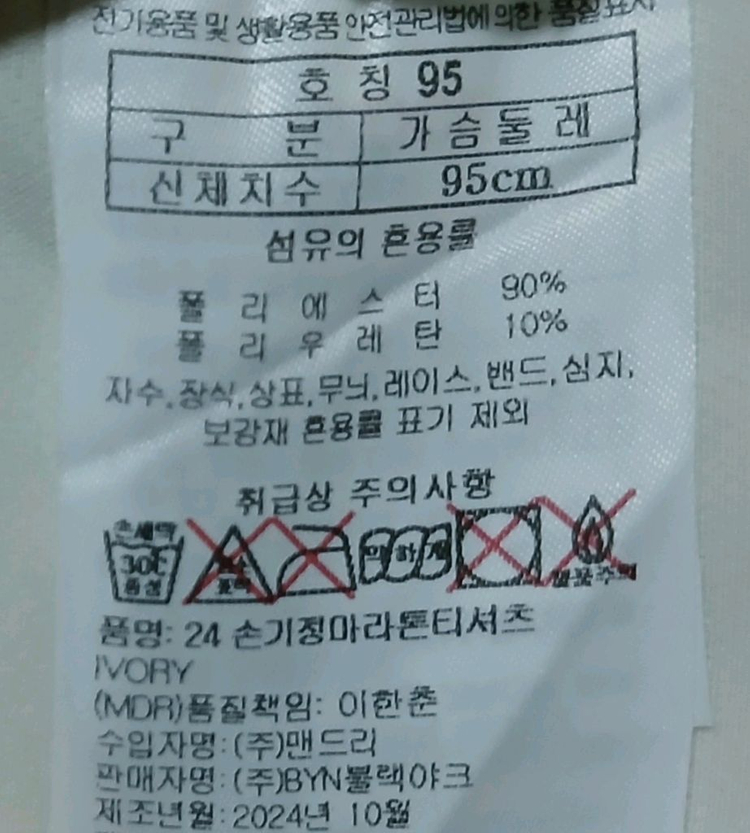 전기용품 및 생활용품 안전관리법에 의한 품질표시
호칭 95
구 분 가슴둘레
신체치수 95cm
섬유의 혼용률
폴리에스터 90%
폴리우레탄 10%
자수,장식,상표,무늬,레이스,밴드,심지,
보강재 혼용률 표기 제외
취급상 주의사항
손세탁
30℃
중성
약하게
품명: 24 손기정마라톤티셔츠
IVORY
(MDR)품질책임: 이한춘
수입자명:(주)맨드리
판매자명:(주)BYN블랙야크
제조년월:2024년 10월